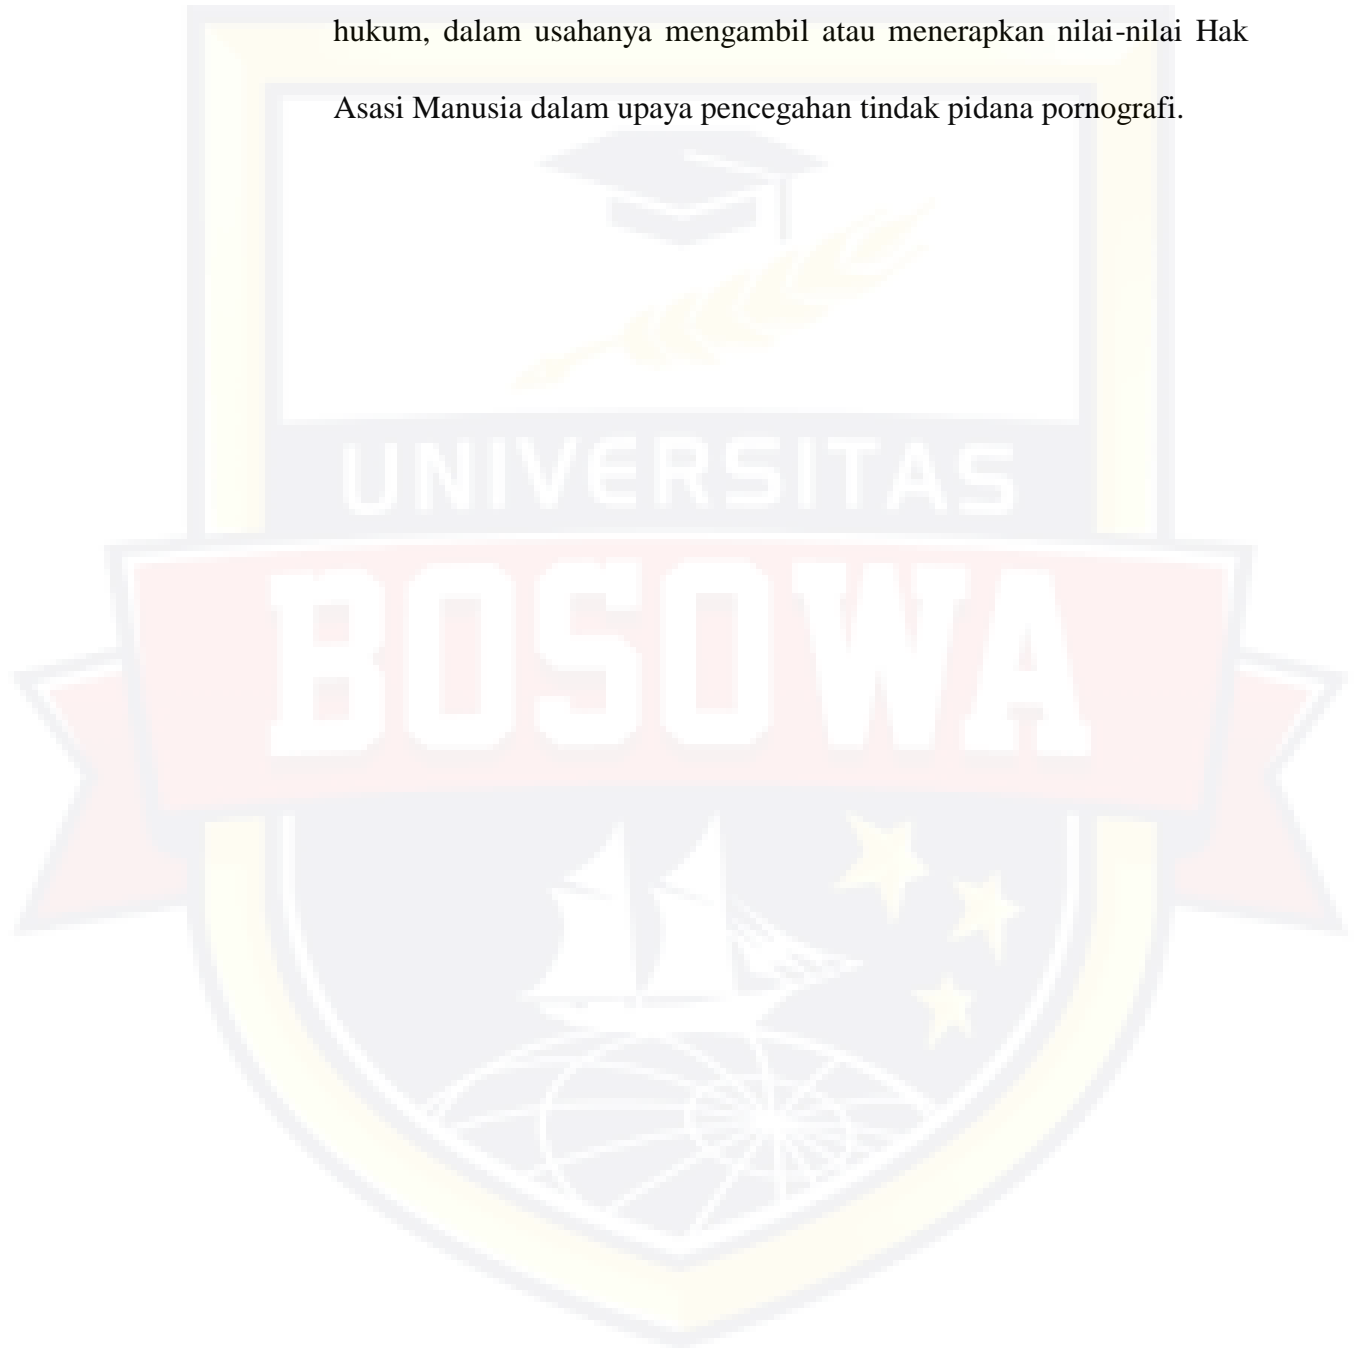 hukum, dalam usahanya mengambil atau menerapkan nilai-nilai Hak
Asasi Manusia dalam upaya pencegahan tindak pidana pornografi.
UNIVERSITAS
BOSOWA